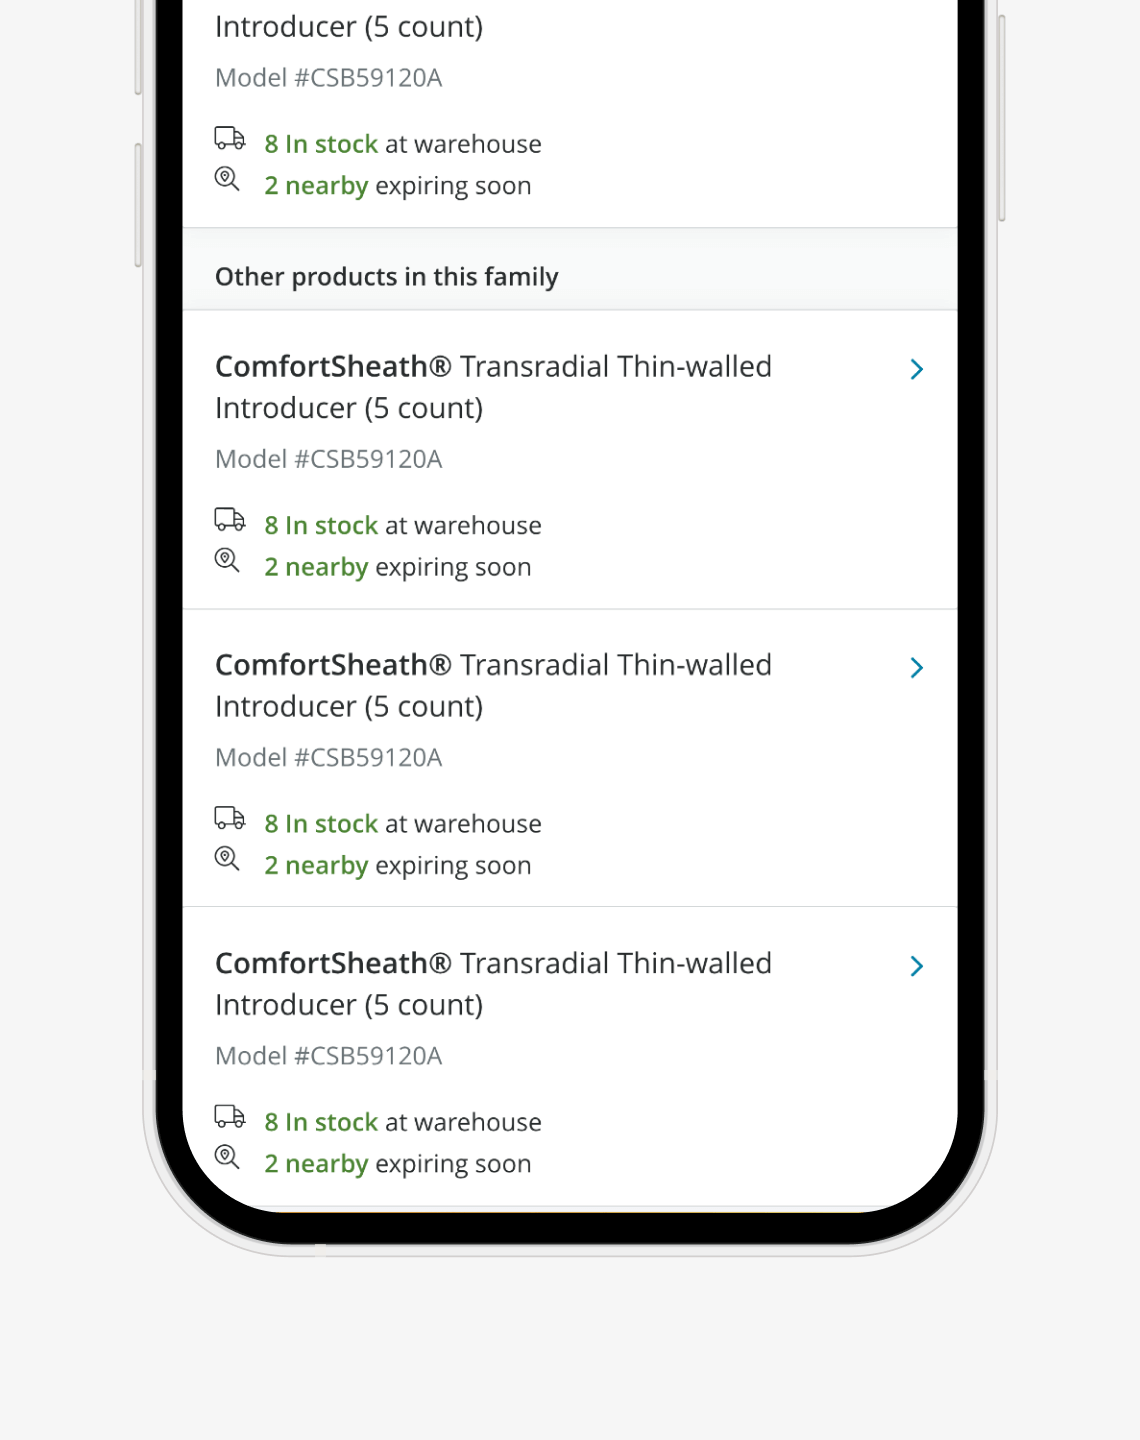 Introducer (5 count)
Model #CSB59120A
8 In stock at warehouse
2 nearby expiring soon
Other products in this family
ComfortSheath® Transradial Thin-walled
Introducer (5 count)
Model #CSB59120A
8 In stock at warehouse
2 nearby expiring soon
ComfortSheath® Transradial Thin-walled
Introducer (5 count)
Model #CSB59120A
8 In stock at warehouse
2 nearby expiring soon
ComfortSheath® Transradial Thin-walled
Introducer (5 count)
Model #CSB59120A
8 In stock at warehouse
2 nearby expiring soon